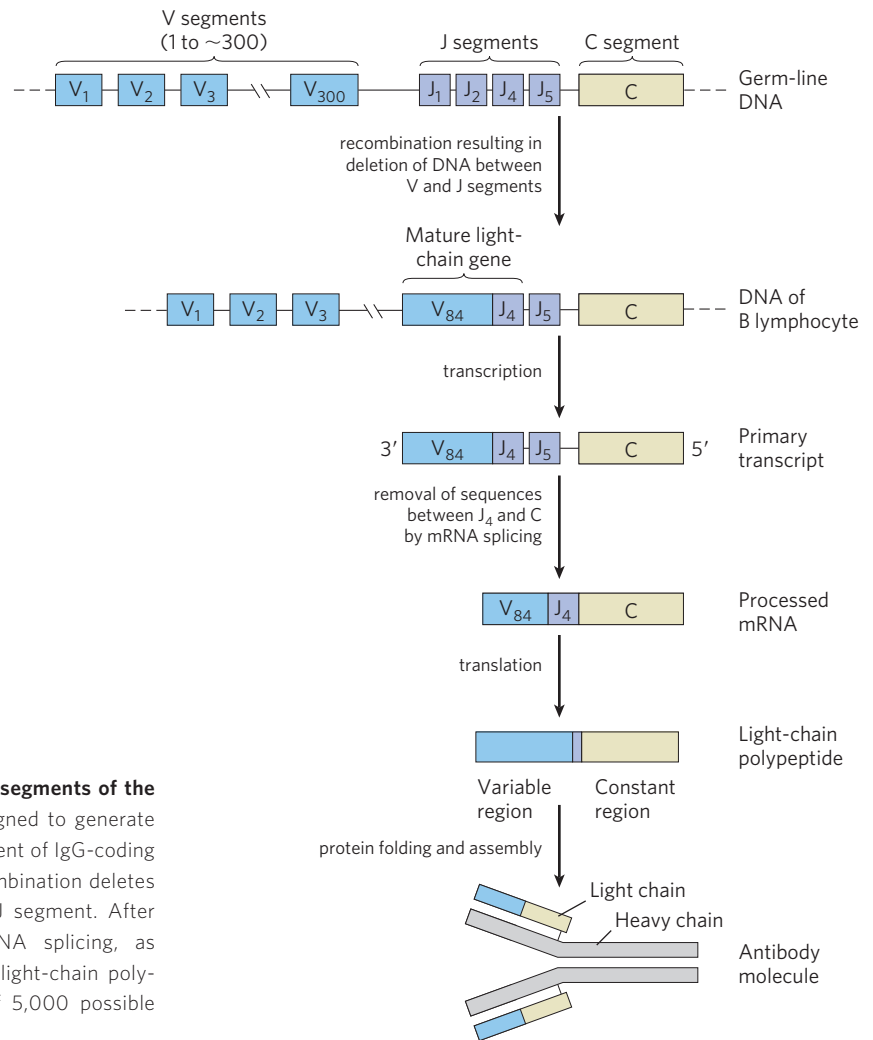 V segments
(1 to ~300)
J segments
C segment
V1 V2 V3 V300 J1 J2 J4 J5 C
Germ-line
DNA
recombination resulting in
deletion of DNA between
V and J segments
Mature light-
chain gene
V1 V2 V3 V84 J4 J5 C
DNA of
B lymphocyte
transcription
3′ V84 J4 J5 C 5′
Primary
transcript
removal of sequences
between J4 and C
by mRNA splicing
V84 J4 C
Processed
mRNA
translation
Light-chain
polypeptide
Variable
region
Constant
region
protein folding and assembly
Light chain
Heavy chain
Antibody
molecule
segments of the
gned to generate
ent of IgG-coding
mbination deletes
J segment. After
NA splicing, as
light-chain poly-
f 5,000 possible